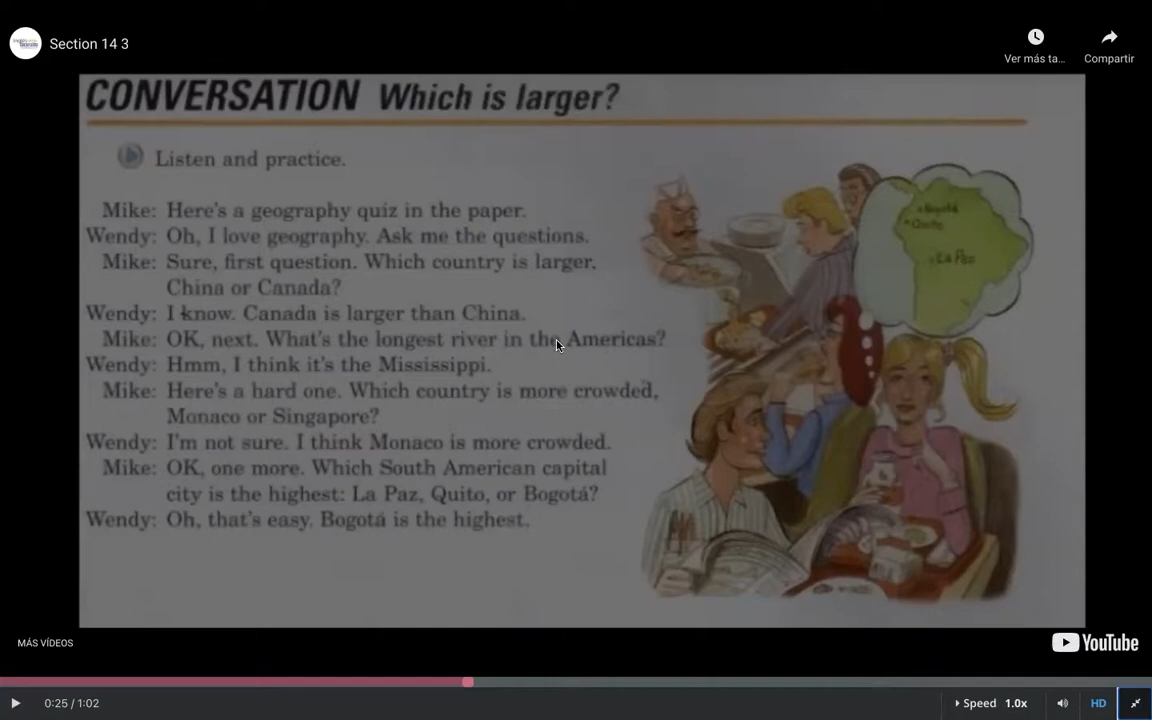 Section 14 3
Ver más ta...
Compartir
CONVERSATION Which is larger?
Listen and practice.
Mike: Here's a geography quiz in the paper.
Wendy: Oh, I love geography. Ask me the questions.
Mike: Sure, first question. Which country is larger,
China or Canada?
Wendy: I know. Canada is larger than China.
Mike: OK, next. What's the longest river in the Americas?
Wendy: Hmm, I think it's the Mississippi.
Mike: Here's a hard one. Which country is more crowded,
Monaco or Singapore?
Wendy: I'm not sure. I think Monaco is more crowded.
Mike: OK, one more. Which South American capital
city is the highest: La Paz, Quito, or Bogotá?
Wendy: Oh, that's easy. Bogotá is the highest.
Bogotá
Quito
La Paz
MÁS VÍDEOS
YouTube
0:25 / 1:02
Speed 1.0x
HD